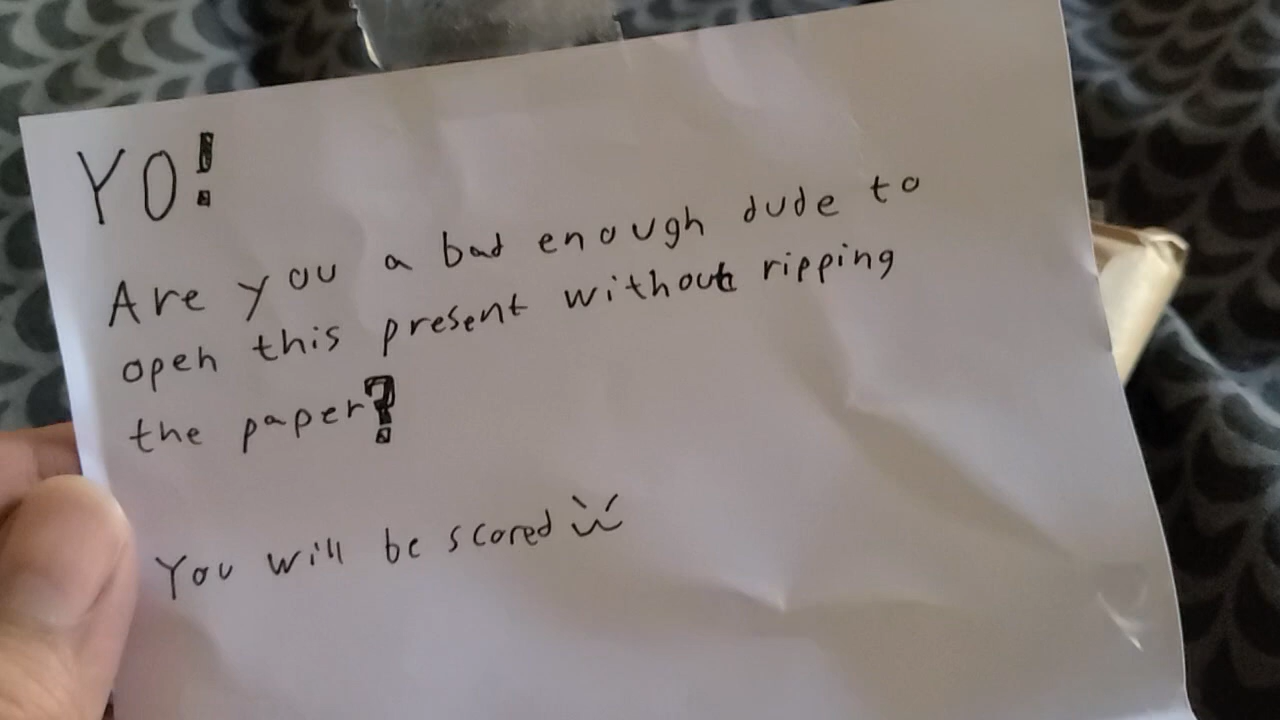 YO!
Are you a bad enough dude to
open this present without ripping
the paper?
You will be scored